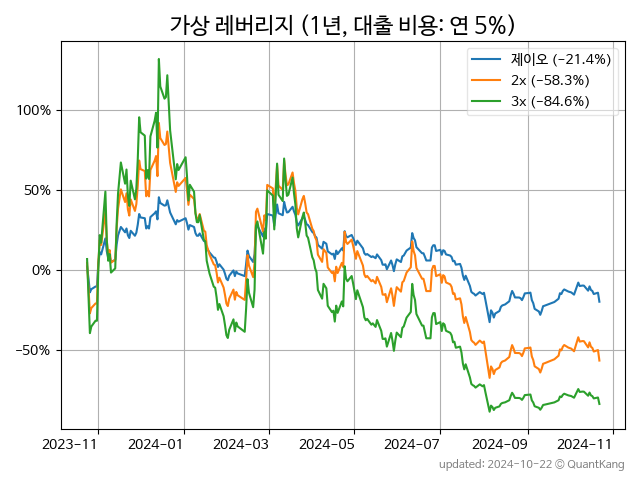 가상 레버리지 (1년, 대출 비용: 연 5%)
제이오 (−21.4%)
2x (−58.3%)
3x (−84.6%)
100%
50%
0%
−50%
2023−11
2024−01
2024−03
2024−05
2024−07
2024−09
2024−11
updated: 2024−10−22 © QuantKang